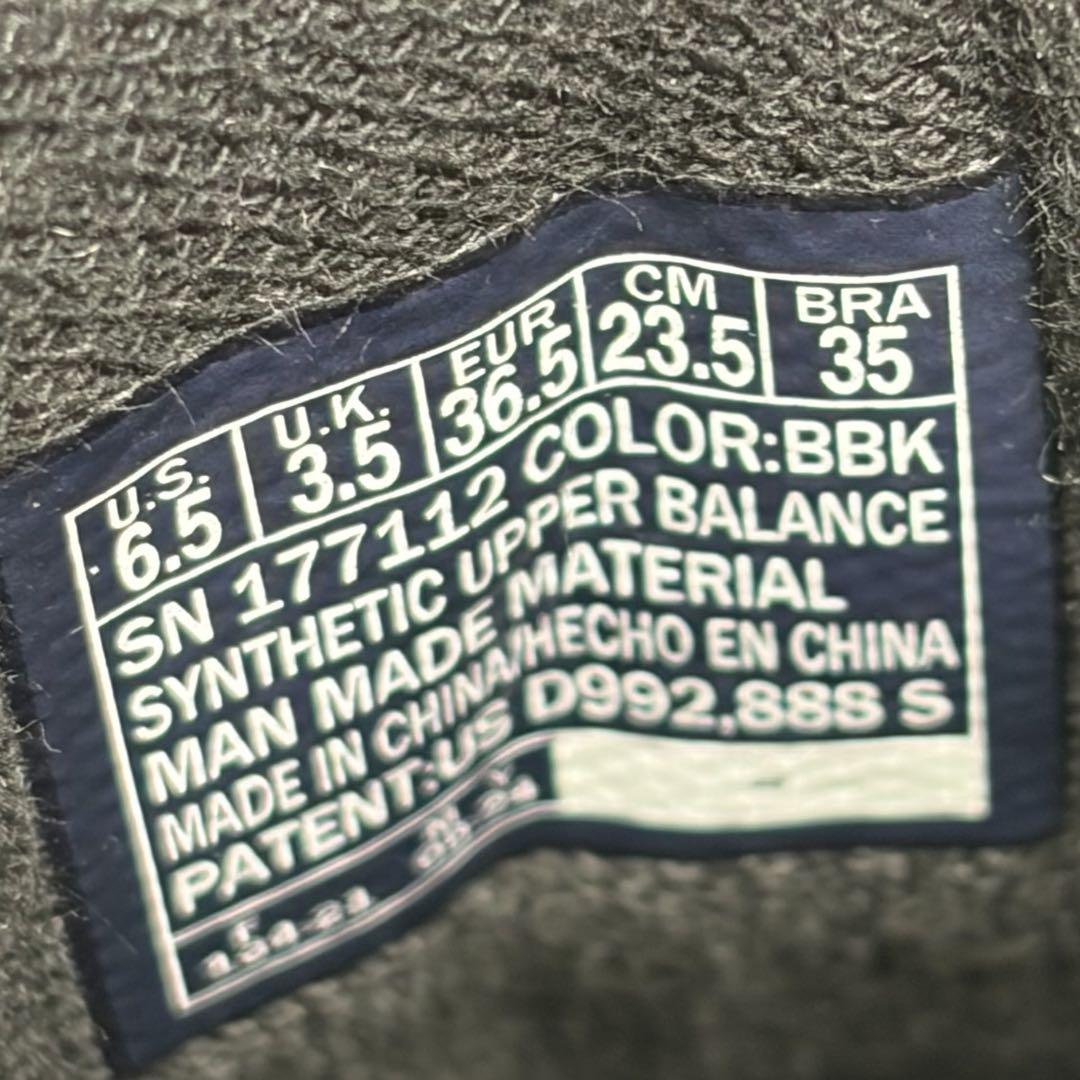 U.S. U.K. EUR CM BRA
6.5 3.5 36.5 23.5 35
SN 177112 COLOR:BBK
SYNTHETIC UPPER BALANCE
MAN MADE MATERIAL
MADE IN CHINA/HECHO EN CHINA
PATENT:US D992,888 S